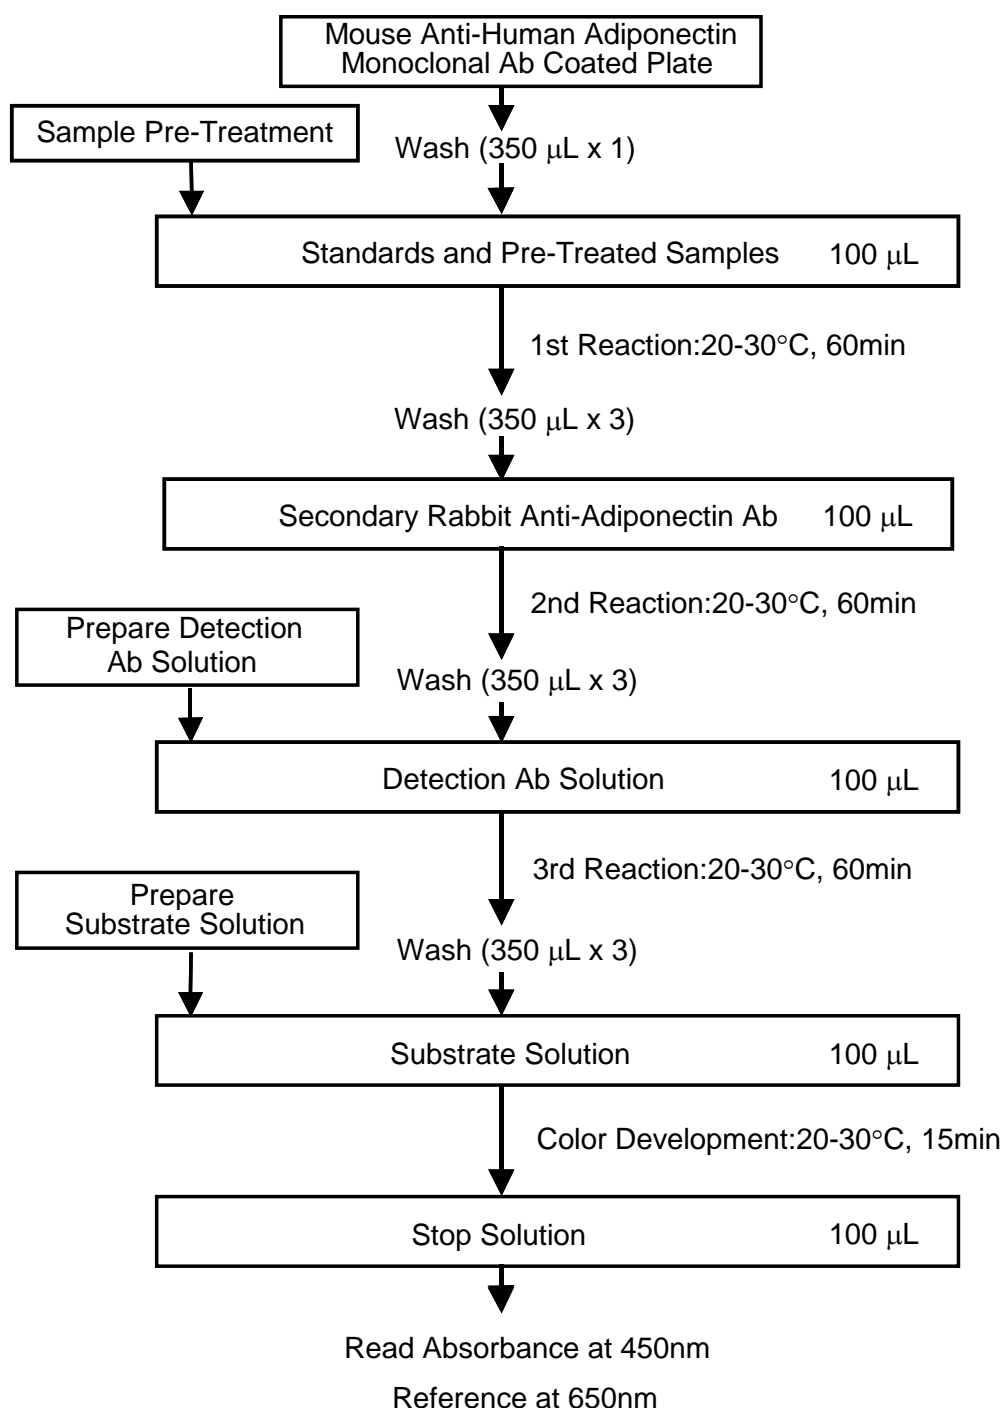 Mouse Anti-Human Adiponectin
Monoclonal Ab Coated Plate
Sample Pre-Treatment
Wash (350 μL x 1)
Standards and Pre-Treated Samples 100 μL
1st Reaction:20-30°C, 60min
Wash (350 μL x 3)
Secondary Rabbit Anti-Adiponectin Ab 100 μL
2nd Reaction:20-30°C, 60min
Prepare Detection
Ab Solution
Wash (350 μL x 3)
Detection Ab Solution 100 μL
3rd Reaction:20-30°C, 60min
Prepare
Substrate Solution
Wash (350 μL x 3)
Substrate Solution 100 μL
Color Development:20-30°C, 15min
Stop Solution 100 μL
Read Absorbance at 450nm
Reference at 650nm